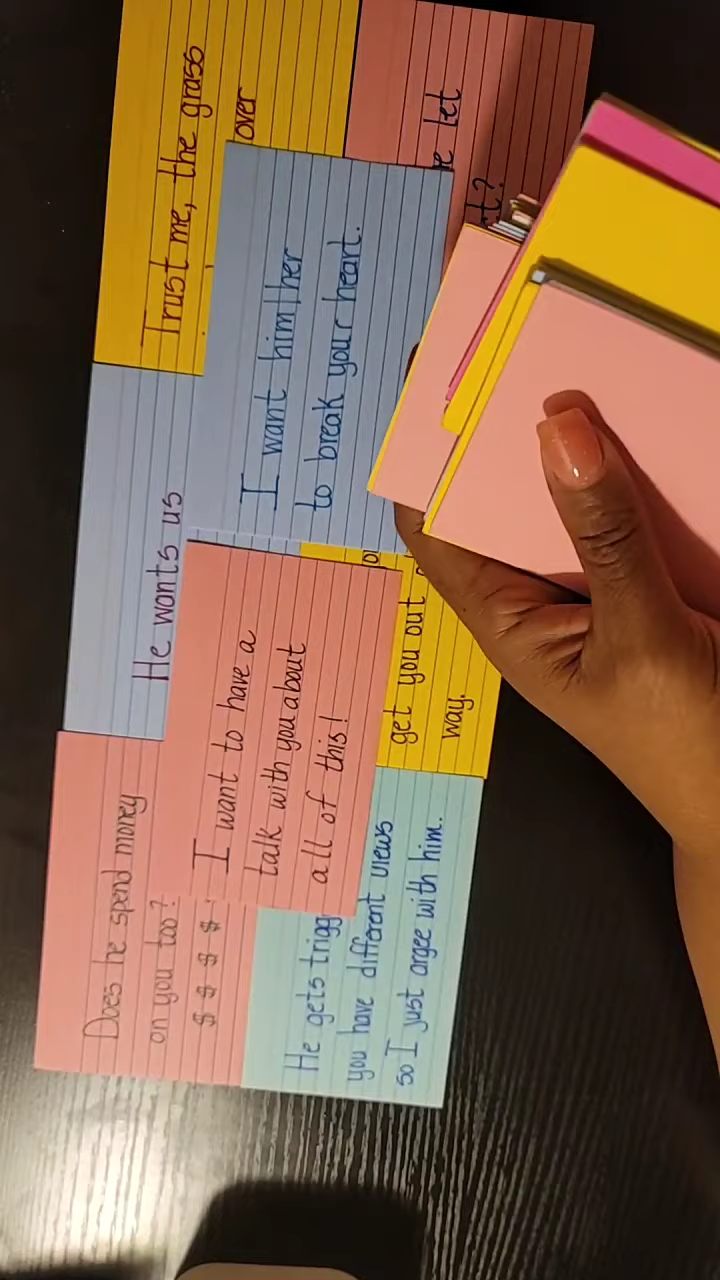 Does he spend money
on you too?
$ $ $ $
He wants us
Trust me, the grass
over
I want to have a
talk with you about
all of this!
I want him/her
to break your heart.
let
He gets trigg
you have different views
so I just argee with him.
get you out
way.